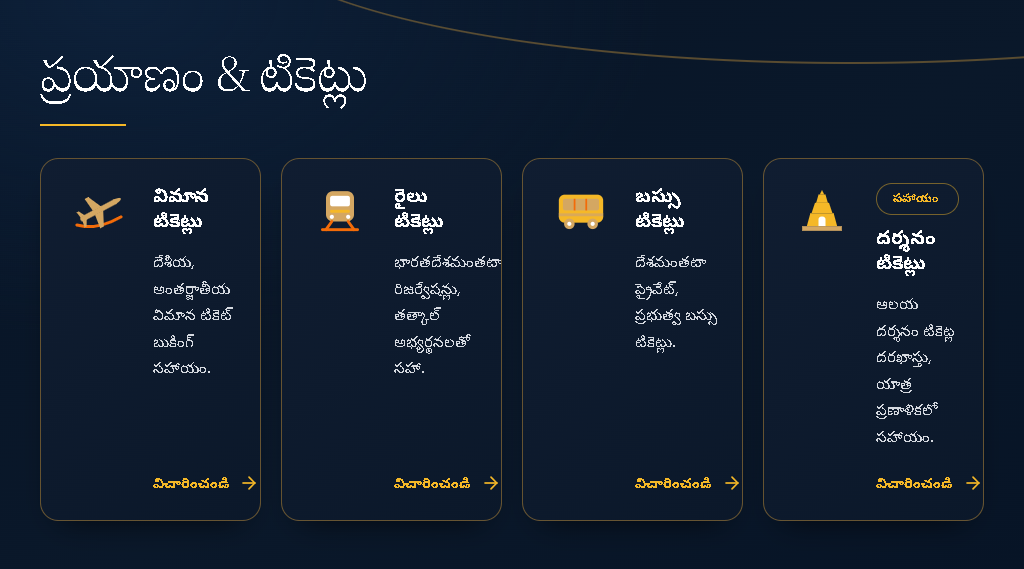 ప్రయాణం & టికెట్లు
విమాన
టికెట్లు
దేశీయ,
అంతర్జాతీయ
విమాన టికెట్
బుకింగ్
సహాయం.
విచారించండి →
రైలు
టికెట్లు
భారతదేశమంతటా
రిజర్వేషన్లు,
తత్కాల్
అభ్యర్థనలతో
సహా.
విచారించండి →
బస్సు
టికెట్లు
దేశమంతటా
ప్రైవేట్,
ప్రభుత్వ బస్సు
టికెట్లు.
విచారించండి →
సహాయం
దర్శనం
టికెట్లు
ఆలయ
దర్శనం టికెట్ల
దరఖాస్తు,
యాత్ర
ప్రణాళికలో
సహాయం.
విచారించండి →